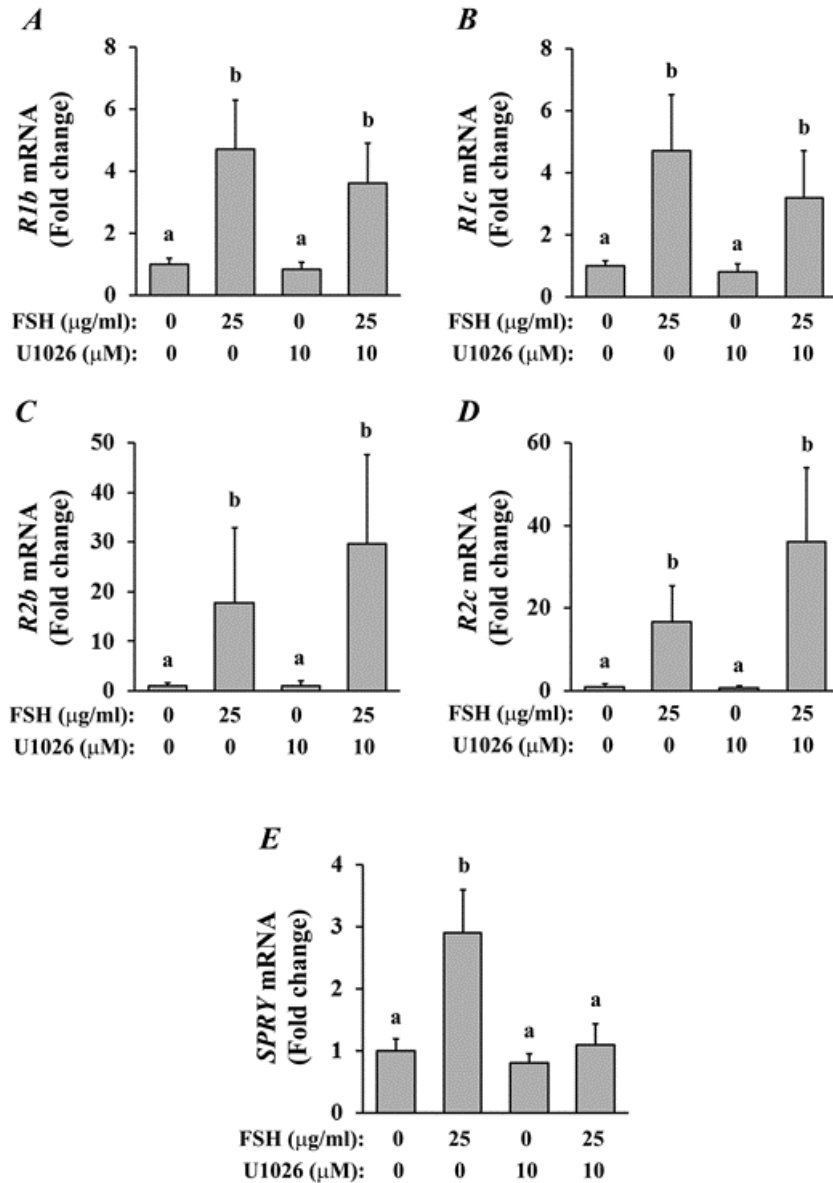 A
R1b mRNA
(Fold change)
8
6
4
2
0
a
b
a
b
FSH (μg/ml): 0 25 0 25
U1026 (μM): 0 0 10 10
B
R1c mRNA
(Fold change)
8
6
4
2
0
a
b
a
b
FSH (μg/ml): 0 25 0 25
U1026 (μM): 0 0 10 10
C
R2b mRNA
(Fold change)
50
40
30
20
10
0
a
b
a
b
FSH (μg/ml): 0 25 0 25
U1026 (μM): 0 0 10 10
D
R2c mRNA
(Fold change)
60
40
20
0
a
b
a
b
FSH (μg/ml): 0 25 0 25
U1026 (μM): 0 0 10 10
E
SPRY mRNA
(Fold change)
4
3
2
1
0
a
b
a
a
FSH (μg/ml): 0 25 0 25
U1026 (μM): 0 0 10 10